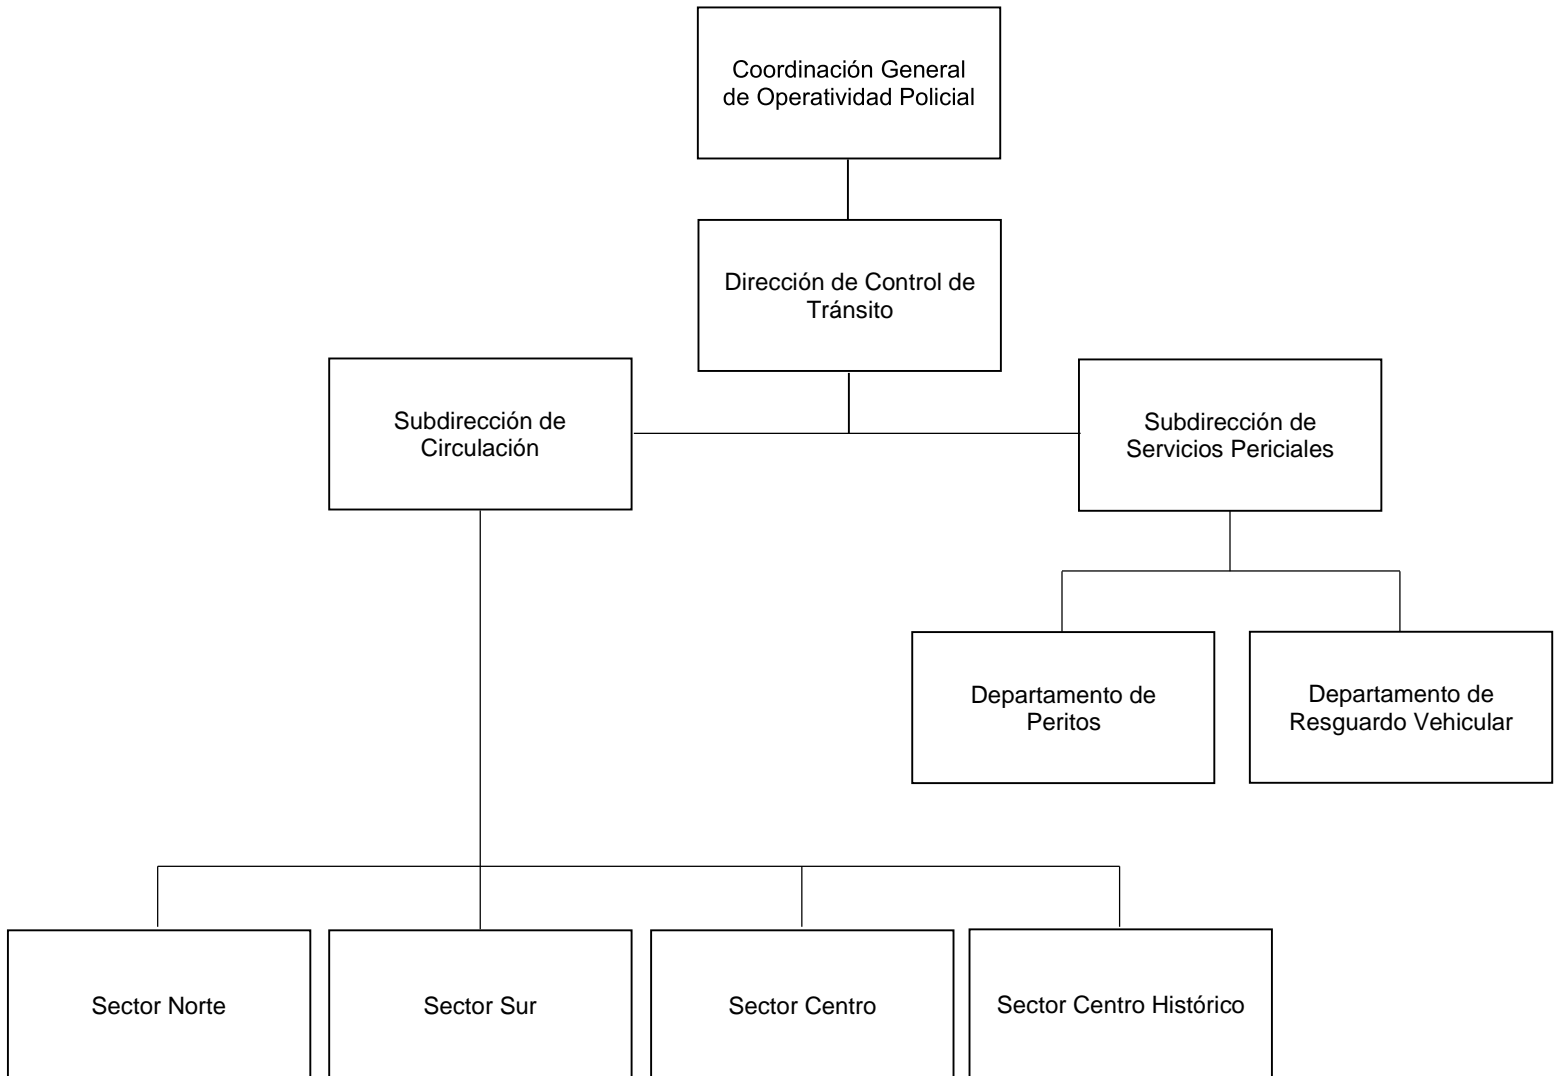 Coordinación General
de Operatividad Policial
Dirección de Control de
Tránsito
Subdirección de
Circulación
Subdirección de
Servicios Periciales
Departamento de
Peritos
Departamento de
Resguardo Vehicular
Sector Norte
Sector Sur
Sector Centro
Sector Centro Histórico